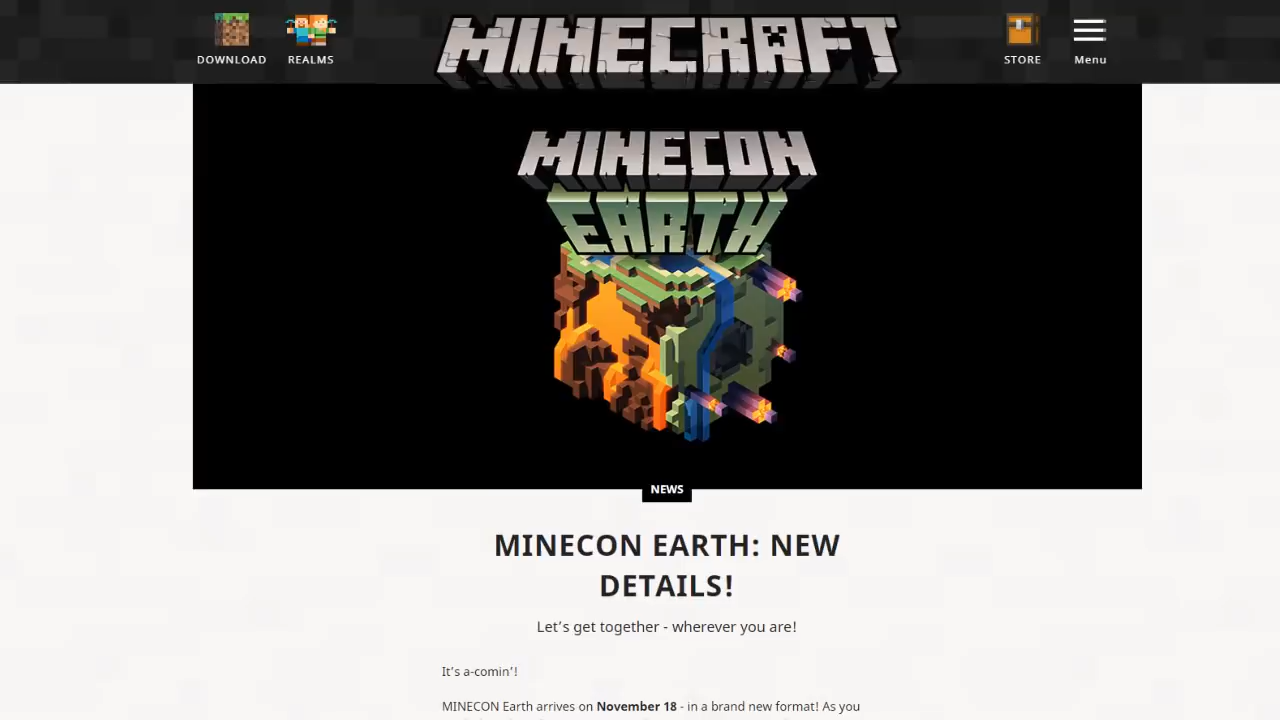 MINECRAFT
DOWNLOAD
REALMS
STORE
Menu
MINECON
EARTH
NEWS
MINECON EARTH: NEW
DETAILS!
Let's get together - wherever you are!
It's a-comin'!
MINECON Earth arrives on November 18 - in a brand new format! As you